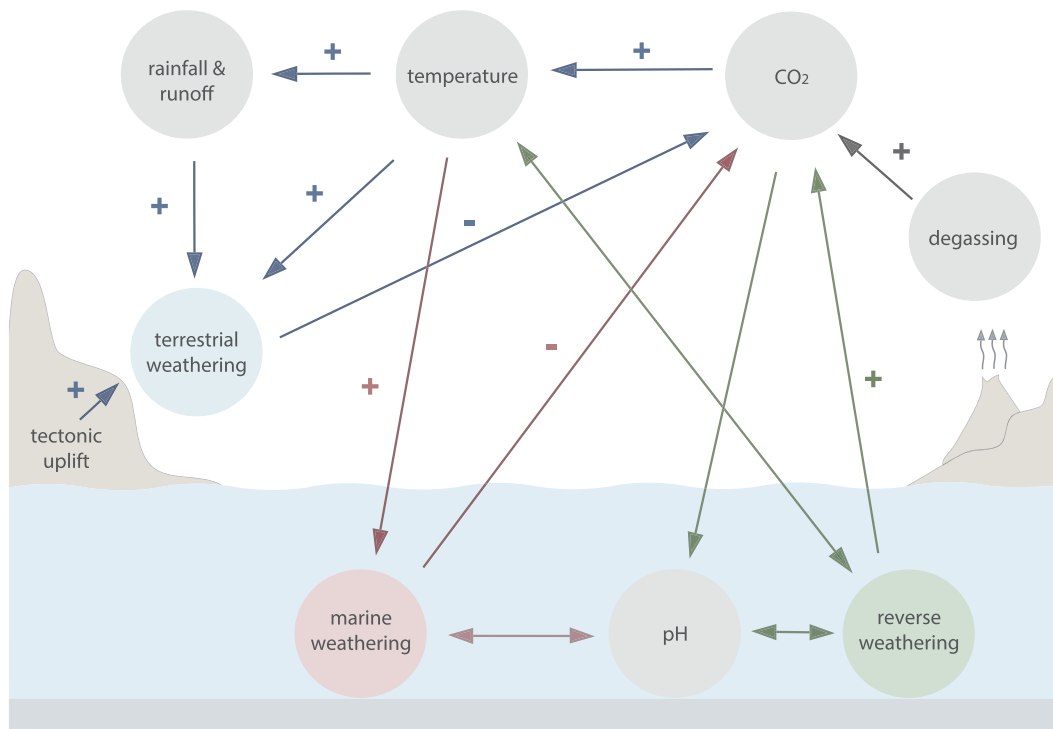 rainfall &
runoff
+
temperature
+
CO₂
+
degassing
+
+
-
terrestrial
weathering
-
+
+
+
tectonic
uplift
marine
weathering
pH
reverse
weathering